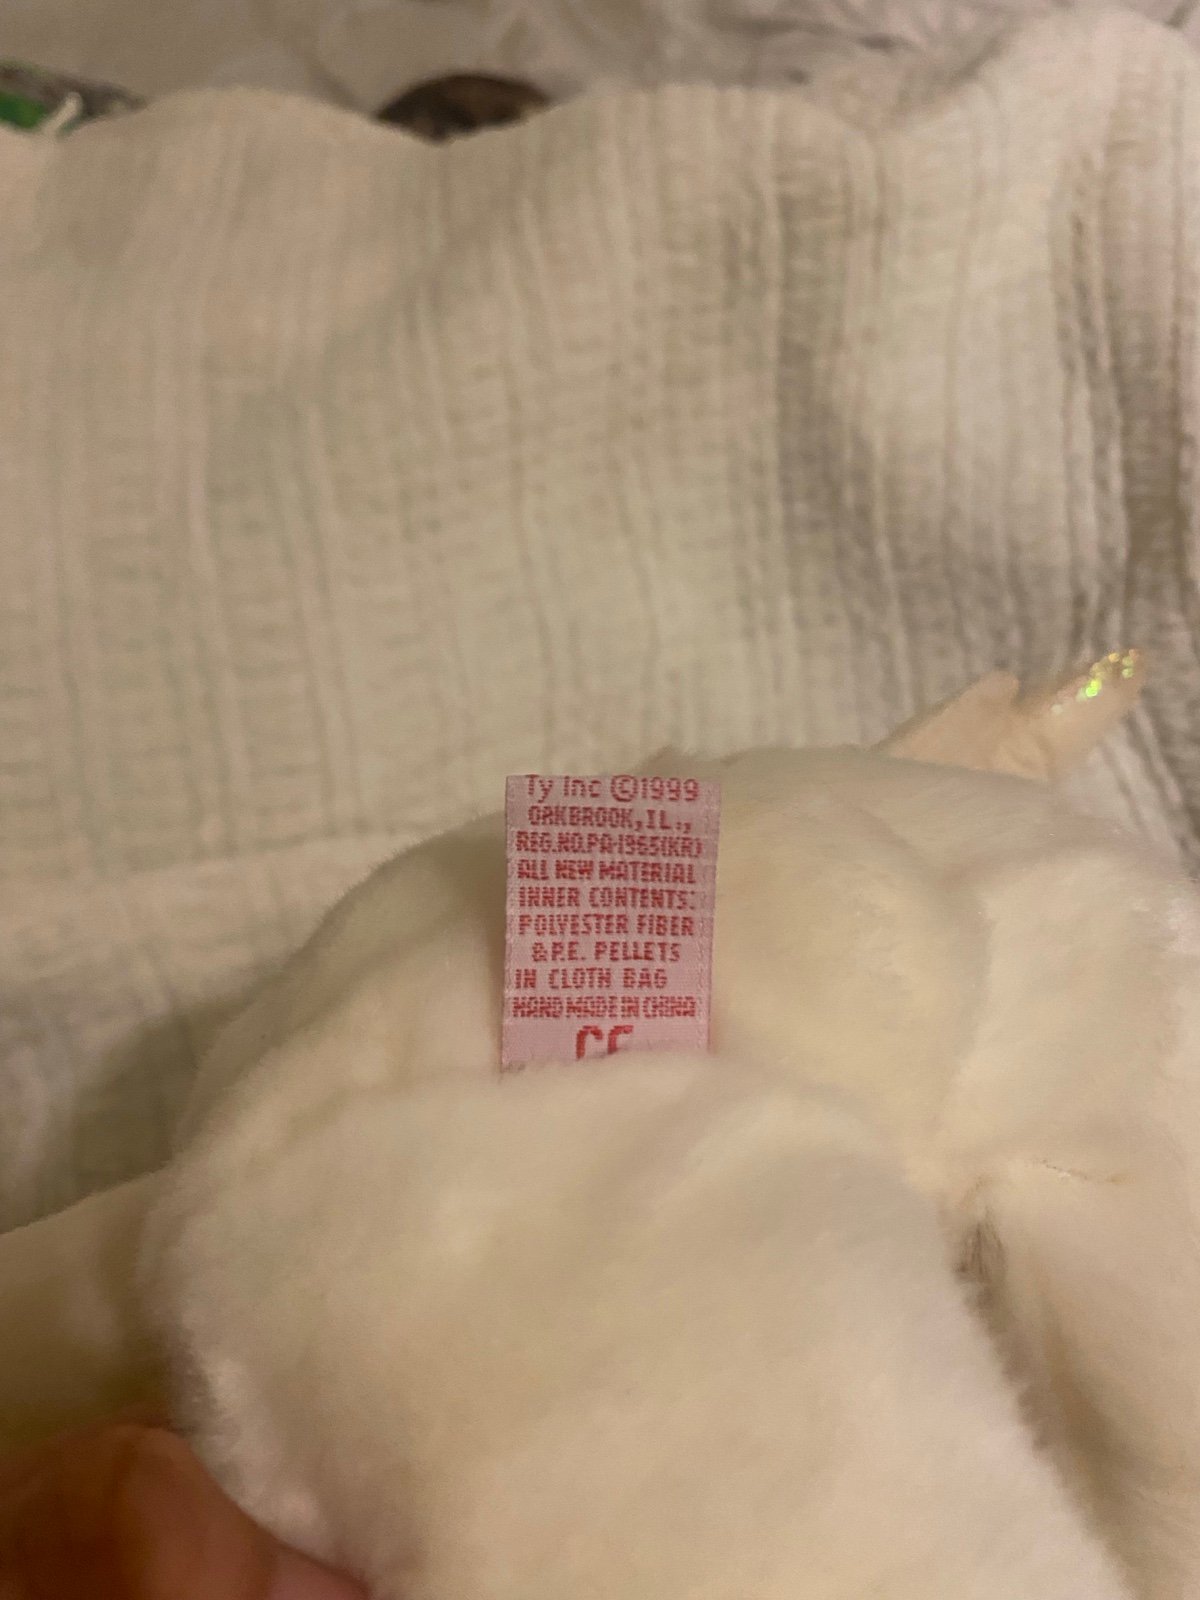 Ty Inc ©1999
OAKBROOK, IL.,
REG.NO.PA-1965(KR)
ALL NEW MATERIAL
INNER CONTENTS:
POLYESTER FIBER
& P.E. PELLETS
IN CLOTH BAG
HAND MADE IN CHINA
CE